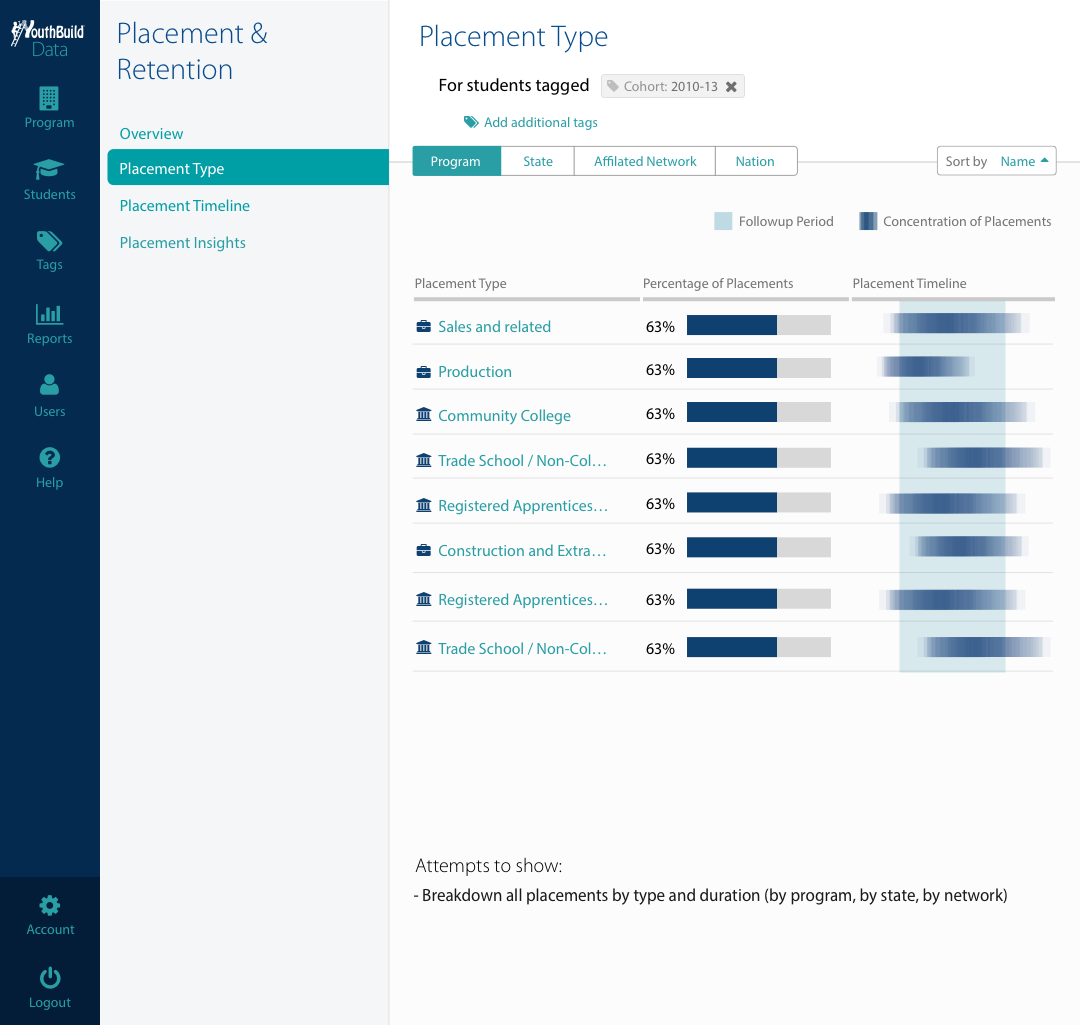 YouthBuild
Data
Program
Students
Tags
Reports
Users
Help
Account
Logout
Placement &
Retention
Overview
Placement Type
Placement Timeline
Placement Insights
Placement Type
For students tagged Cohort: 2010-13
Add additional tags
Program State Affilated Network Nation Sort by Name
Followup Period Concentration of Placements
Placement Type Percentage of Placements Placement Timeline
Sales and related 63%
Production 63%
Community College 63%
Trade School / Non-Col... 63%
Registered Apprentices... 63%
Construction and Extra... 63%
Registered Apprentices... 63%
Trade School / Non-Col... 63%
Attempts to show:
- Breakdown all placements by type and duration (by program, by state, by network)